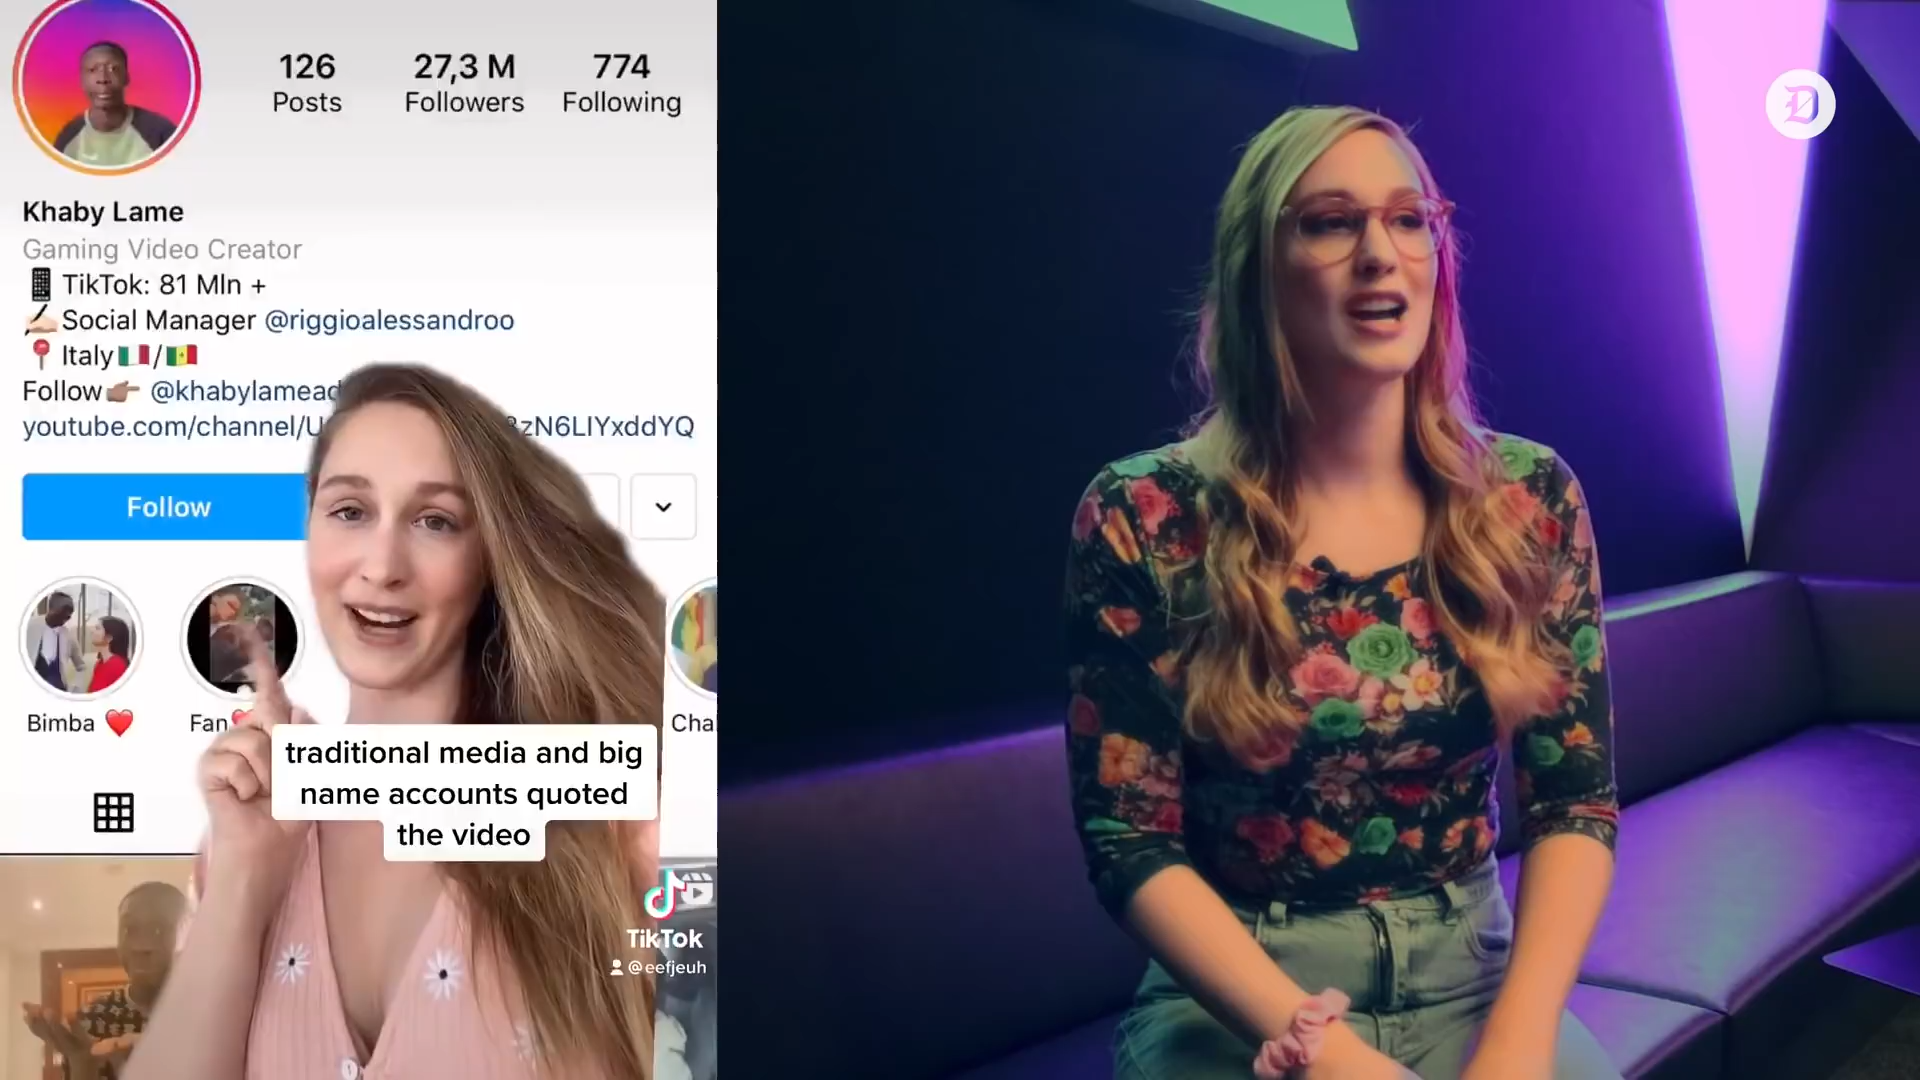 126
Posts
27,3 M
Followers
774
Following
Khaby Lame
Gaming Video Creator
TikTok: 81 Mln +
Social Manager @riggioalessandroo
Italy
Follow @khabylamead
youtube.com/channel/U zN6LIYxddYQ
Follow
Bimba
Fan
Chal
traditional media and big
name accounts quoted
the video
TikTok
@eefjeuh
D